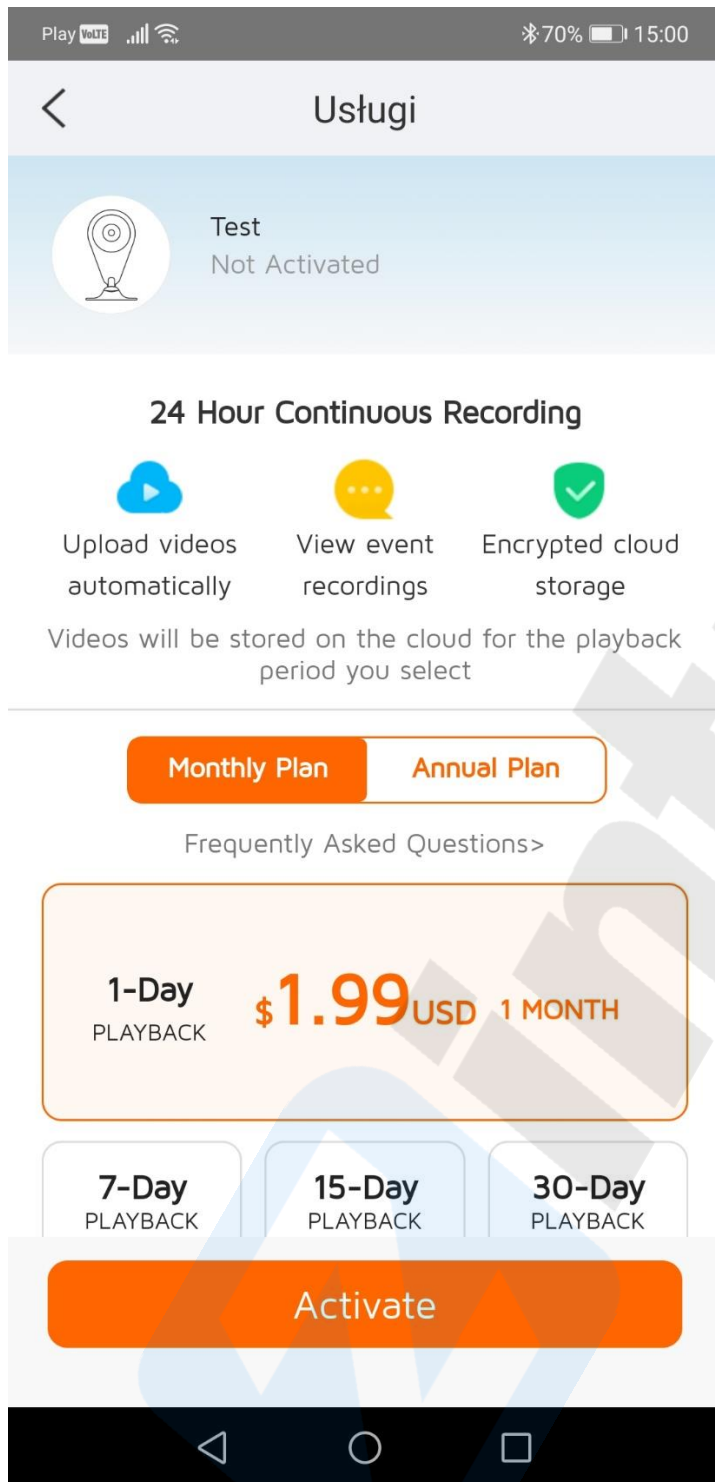 Play VoLTE 70% 15:00
Usługi
Test
Not Activated
24 Hour Continuous Recording
Upload videos automatically
View event recordings
Encrypted cloud storage
Videos will be stored on the cloud for the playback
period you select
Monthly Plan Annual Plan
Frequently Asked Questions>
1-Day
PLAYBACK
$1.99USD 1 MONTH
7-Day
PLAYBACK
15-Day
PLAYBACK
30-Day
PLAYBACK
Activate